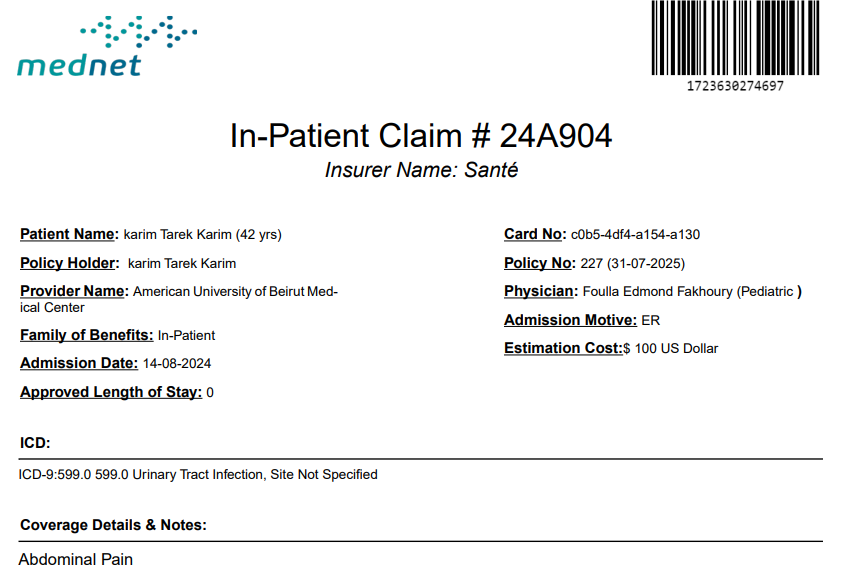 mednet
1723630274697
In-Patient Claim # 24A904
Insurer Name: Santé
Patient Name: karim Tarek Karim (42 yrs)
Card No: c0b5-4df4-a154-a130
Policy Holder: karim Tarek Karim
Policy No: 227 (31-07-2025)
Provider Name: American University of Beirut Med-
ical Center
Physician: Foulla Edmond Fakhoury (Pediatric )
Family of Benefits: In-Patient
Admission Motive: ER
Admission Date: 14-08-2024
Estimation Cost:$ 100 US Dollar
Approved Length of Stay: 0
ICD:
ICD-9:599.0 599.0 Urinary Tract Infection, Site Not Specified
Coverage Details & Notes:
Abdominal Pain